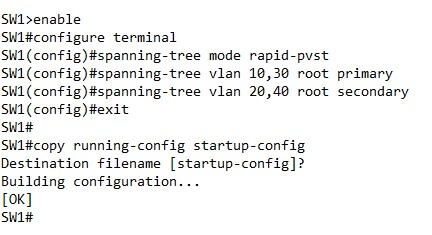 SW1>enable
SW1#configure terminal
SW1(config)#spanning-tree mode rapid-pvst
SW1(config)#spanning-tree vlan 10,30 root primary
SW1(config)#spanning-tree vlan 20,40 root secondary
SW1(config)#exit
SW1#
SW1#copy running-config startup-config
Destination filename [startup-config]?
Building configuration...
[OK]
SW1#